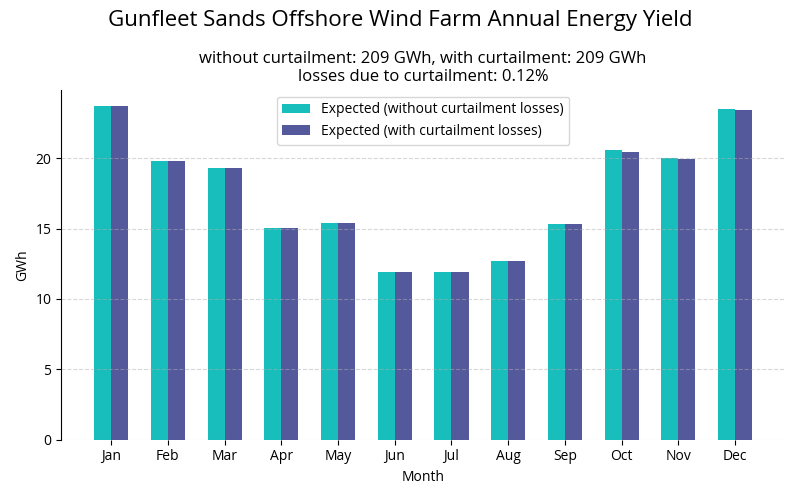 Gunfleet Sands Offshore Wind Farm Annual Energy Yield
without curtailment: 209 GWh, with curtailment: 209 GWh
losses due to curtailment: 0.12%
Expected (without curtailment losses)
Expected (with curtailment losses)
GWh
20
15
10
5
0
Jan Feb Mar Apr May Jun Jul Aug Sep Oct Nov Dec
Month